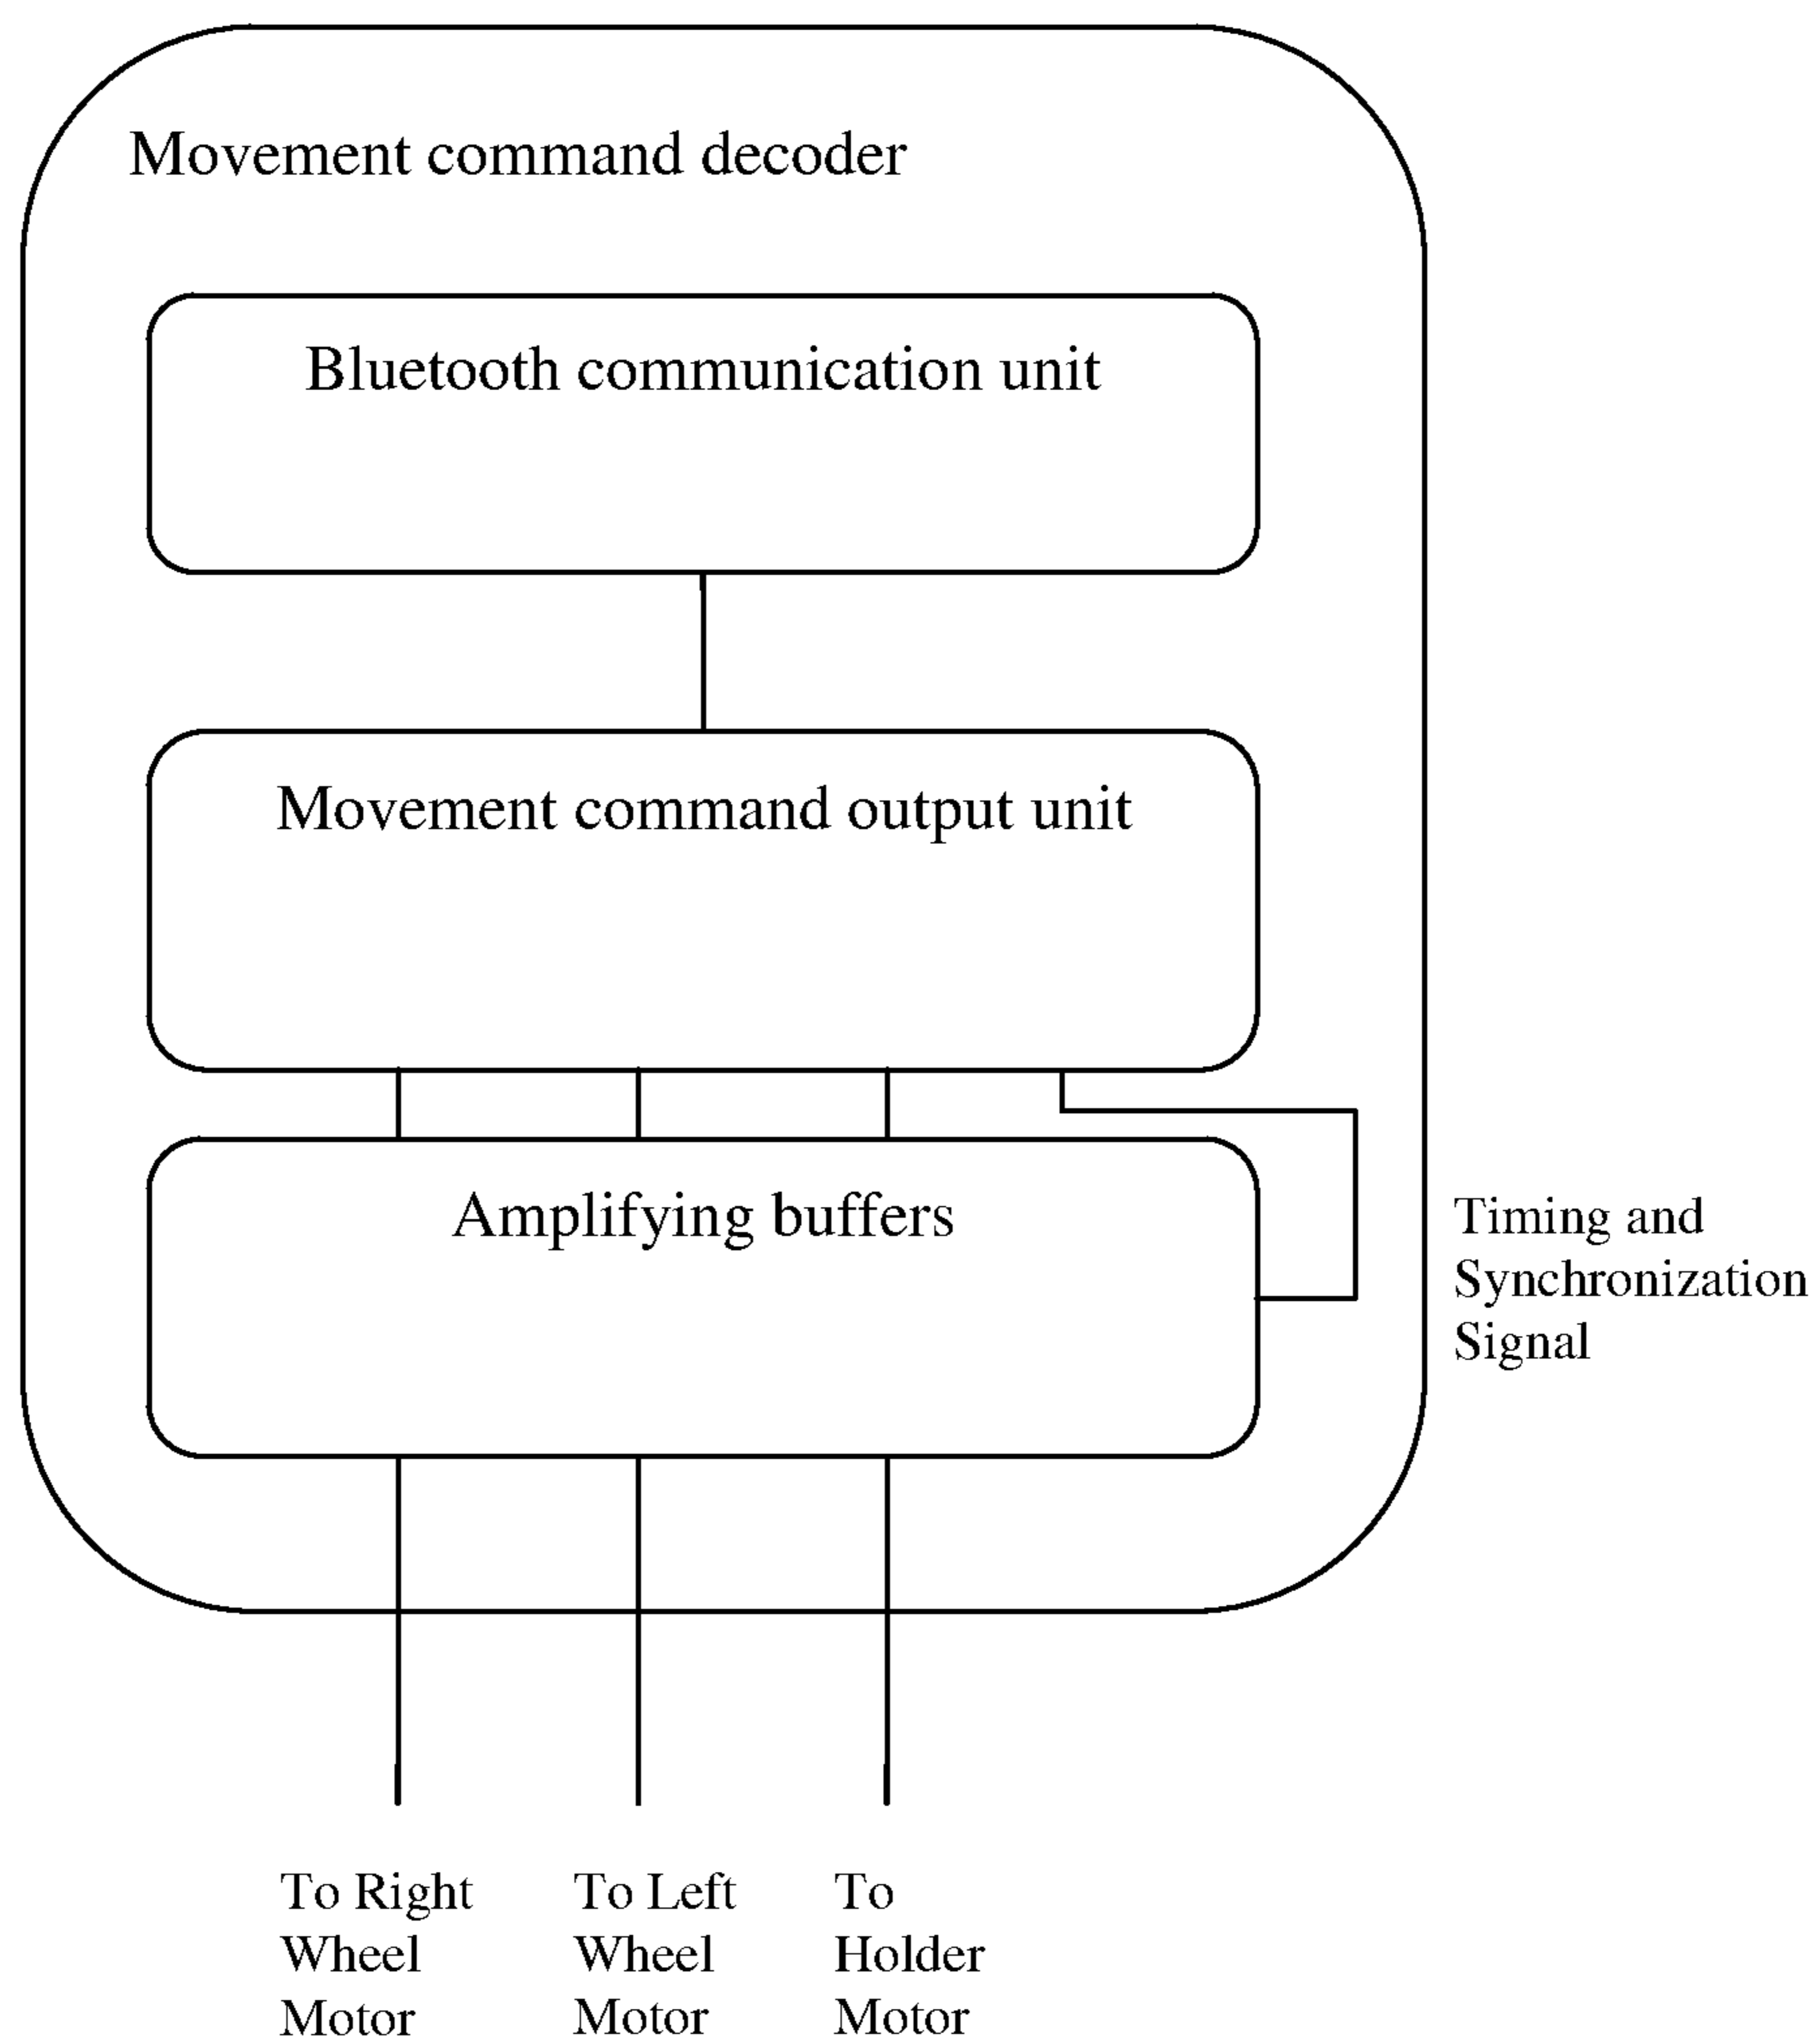 Movement command decoder
Bluetooth communication unit
Movement command output unit
Amplifying buffers
Timing and
Synchronization
Signal
To Right
Wheel
Motor
To Left
Wheel
Motor
To
Holder
Motor